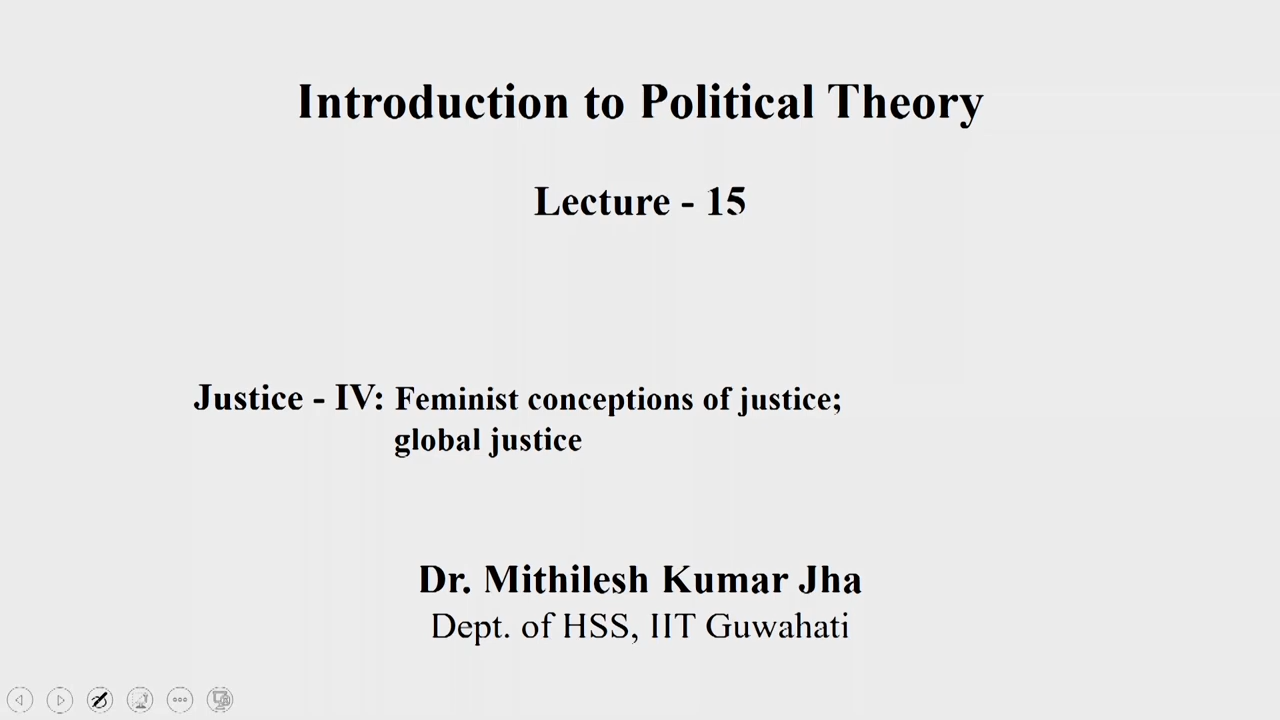 Introduction to Political Theory
Lecture - 15
Justice - IV: Feminist conceptions of justice;
global justice
Dr. Mithilesh Kumar Jha
Dept. of HSS, IIT Guwahati